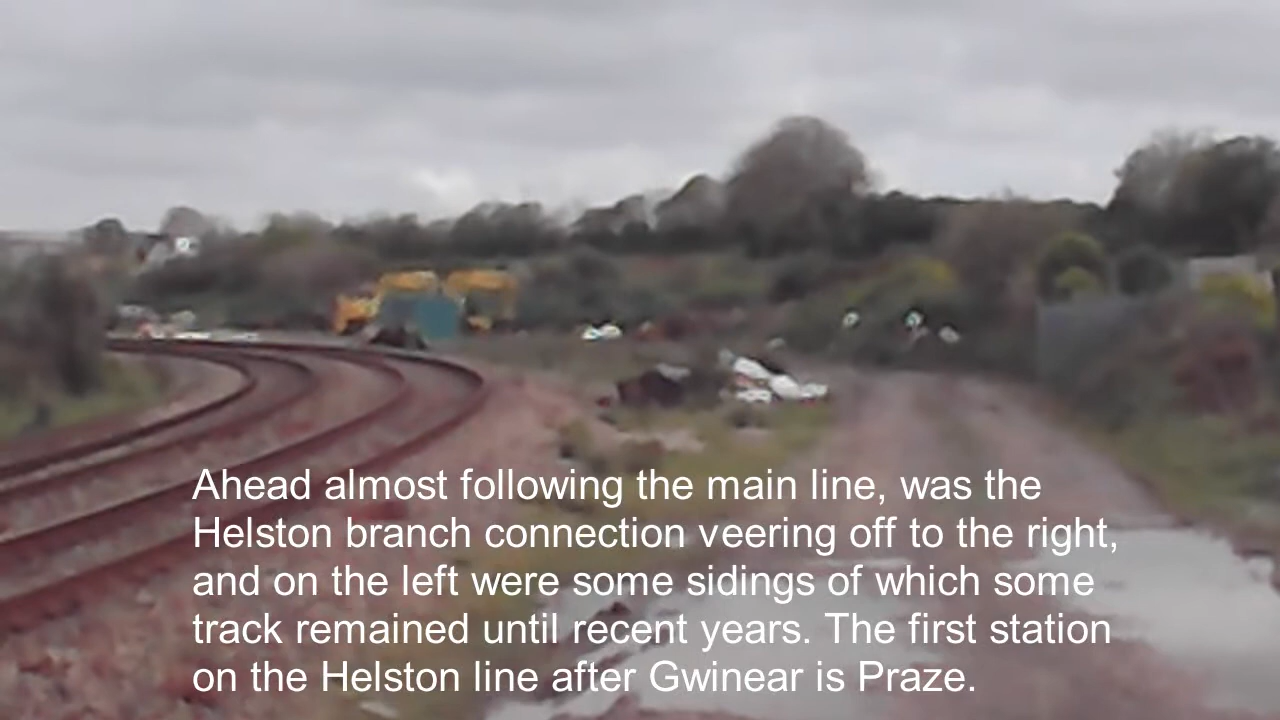 Ahead almost following the main line, was the
Helston branch connection veering off to the right,
and on the left were some sidings of which some
track remained until recent years. The first station
on the Helston line after Gwinear is Praze.